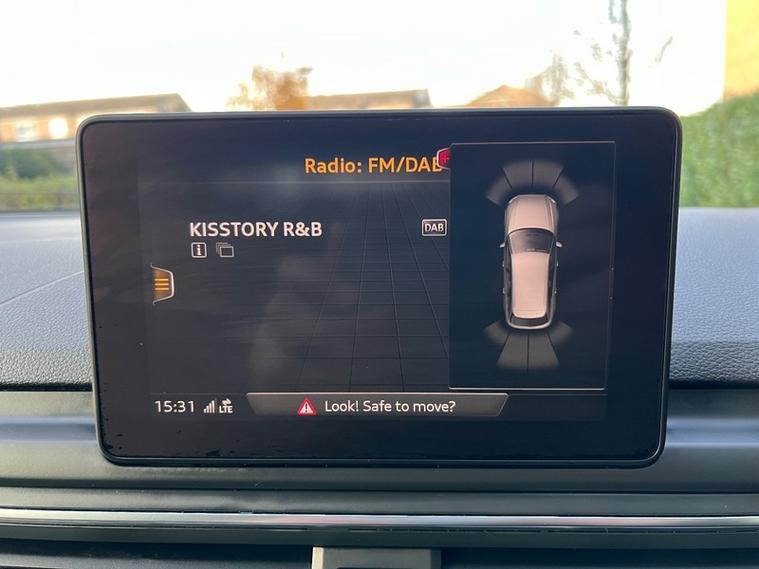 Radio: FM/DAB
KISSTORY R&B
DAB
i
15:31 LTE
Look! Safe to move?